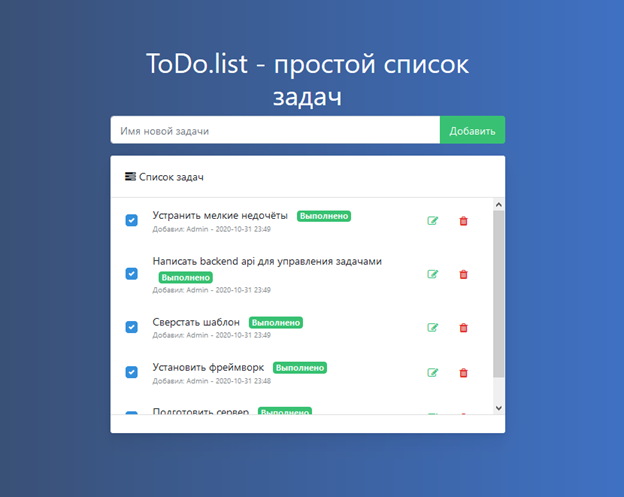 ToDo.list - простой список
задач
Имя новой задачи
Добавить
Список задач
Устранить мелкие недочёты Выполнено
Добавил: Admin - 2020-10-31 23:49
Написать backend api для управления задачами
Выполнено
Добавил: Admin - 2020-10-31 23:49
Сверстать шаблон Выполнено
Добавил: Admin - 2020-10-31 23:49
Установить фреймворк Выполнено
Добавил: Admin - 2020-10-31 23:48
Подготовить сервер Выполнено